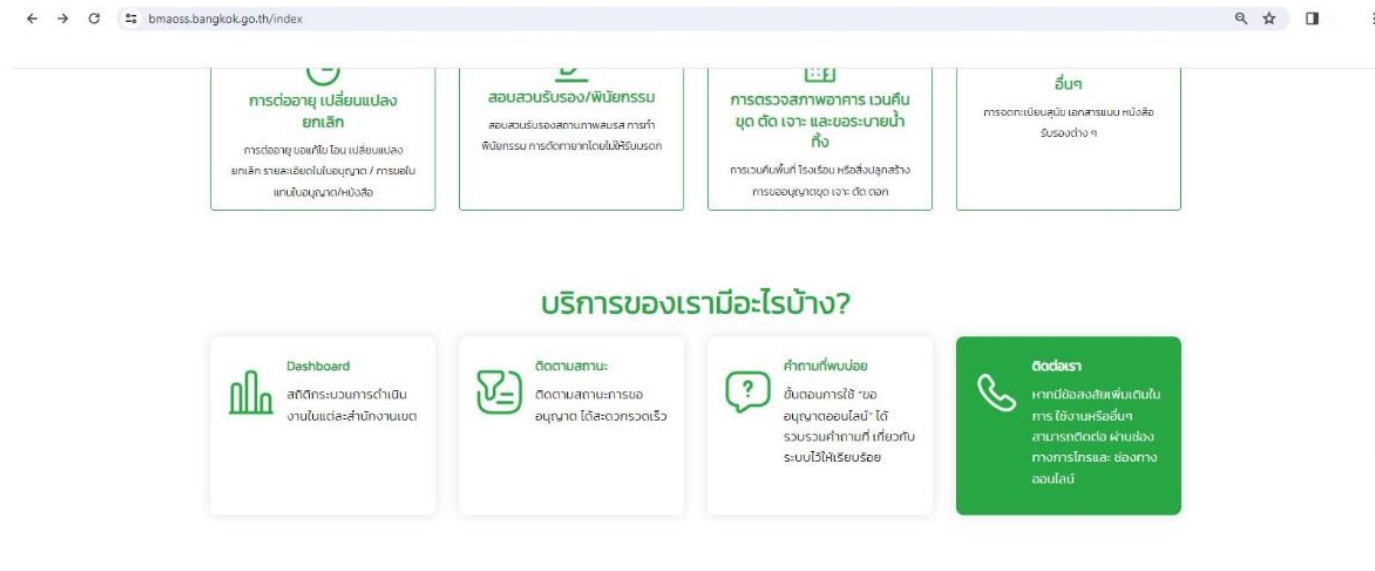 bmaoss.bangkok.go.th/index
การต่ออายุ เปลี่ยนแปลง
ยกเลิก
การต่ออายุ ขอแก้ไข โอน เปลี่ยนแปลง
ยกเลิก รายละเอียดในใบอนุญาต / การขอใบ
แทนใบอนุญาต/หนังสือ
สอบสวนรับรอง/พินัยกรรม
สอบสวนรับรองสถานภาพสมรส การทำ
พินัยกรรม การตัดทายาทโดยไม่ให้รับมรดก
การตรวจสภาพอาคาร เวนคืน
ขุด ตัด เจาะ และขอระบายน้ำ
ทิ้ง
การเวนคืนพื้นที่ โรงเรือน หรือสิ่งปลูกสร้าง
การขออนุญาตขุด เจาะ ตัด ตอก
อื่นๆ
การจดทะเบียนสุนัข เอกสารแบบ หนังสือ
รับรองต่าง ๆ
บริการของเรามีอะไรบ้าง?
Dashboard
สถิติกระบวนการดำเนิน
งานในแต่ละสำนักงานเขต
ติดตามสถานะ
ติดตามสถานะการขอ
อนุญาต ได้สะดวกรวดเร็ว
คำถามที่พบบ่อย
ขั้นตอนการใช้ "ขอ
อนุญาตออนไลน์" ได้
รวบรวมคำถามที่ เกี่ยวกับ
ระบบไว้ให้เรียบร้อย
ติดต่อเรา
หากมีข้อสงสัยเพิ่มเติมใน
การ ใช้งานหรืออื่นๆ
สามารถติดต่อ ผ่านช่อง
ทางการโทรและ ช่องทาง
ออนไลน์